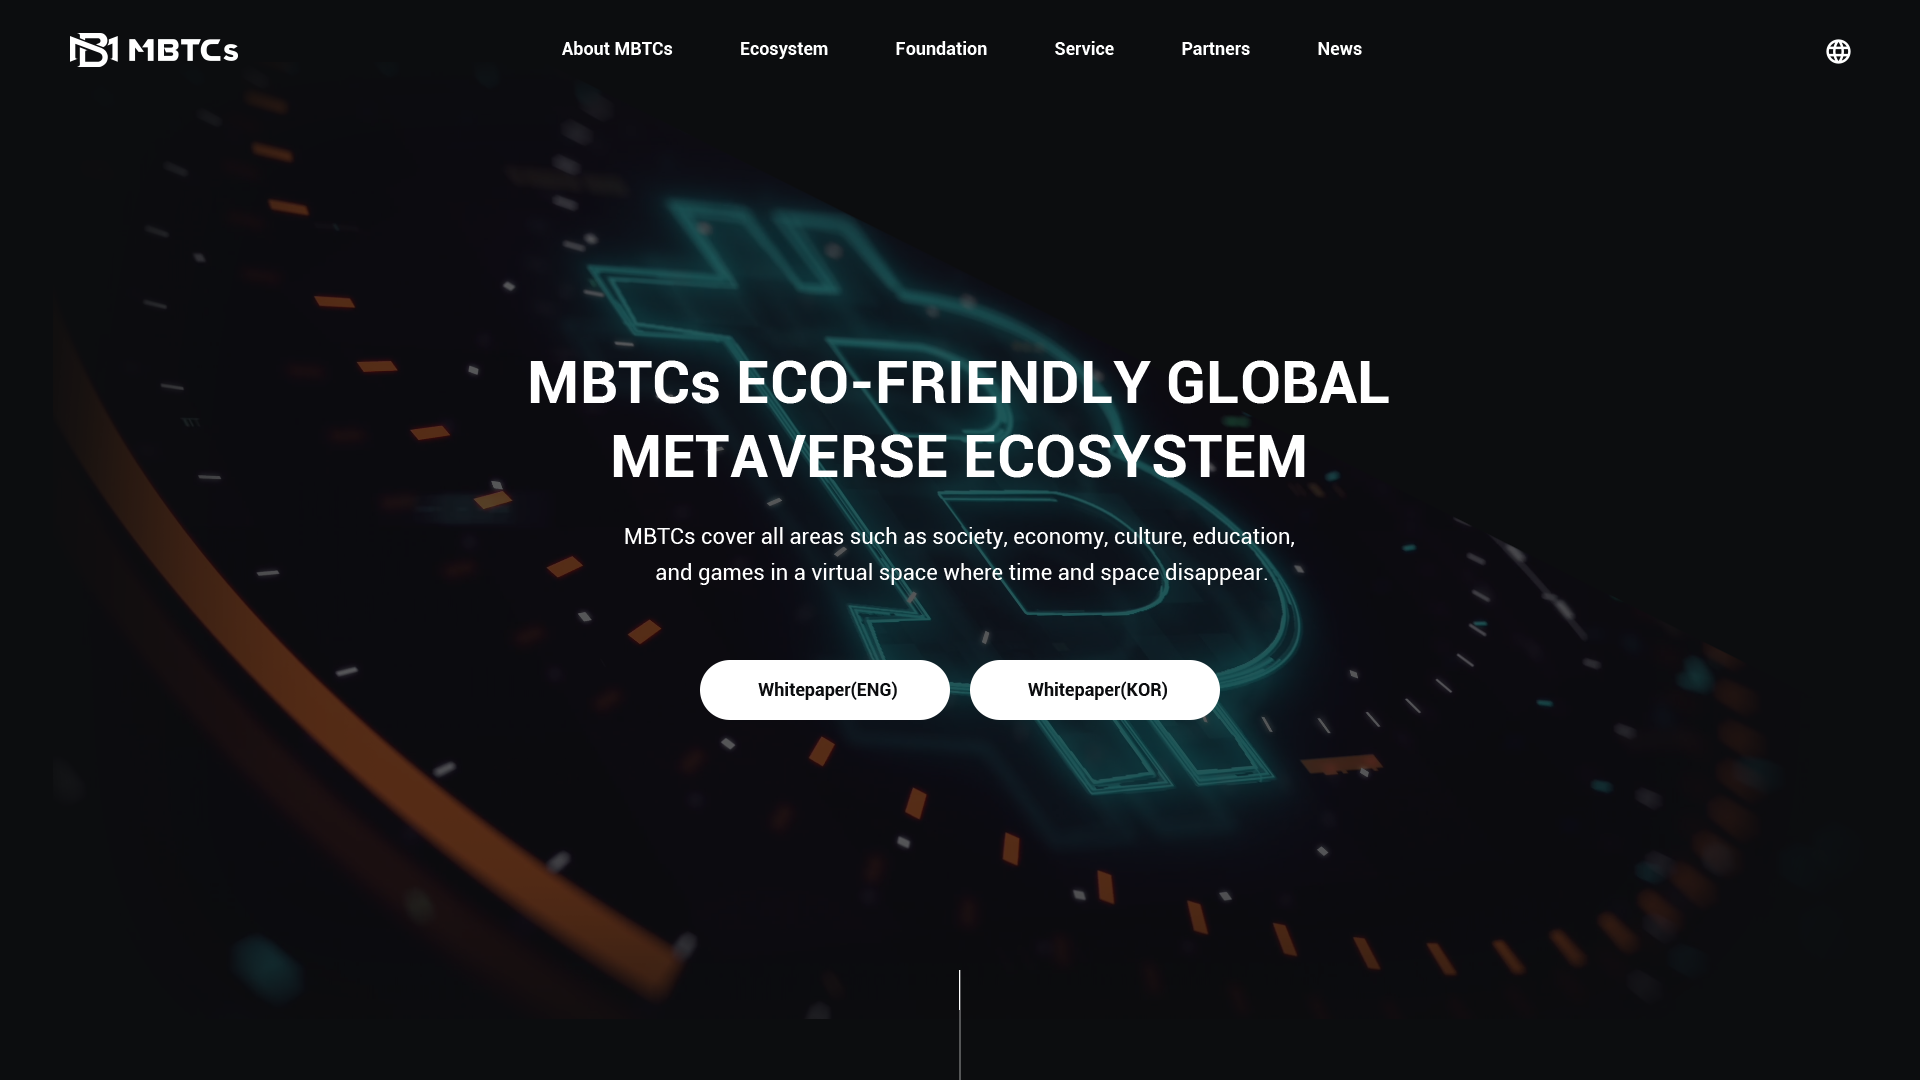 MBTCs
About MBTCs
Ecosystem
Foundation
Service
Partners
News
MBTCs ECO-FRIENDLY GLOBAL
METAVERSE ECOSYSTEM
MBTCs cover all areas such as society, economy, culture, education,
and games in a virtual space where time and space disappear.
Whitepaper(ENG)
Whitepaper(KOR)